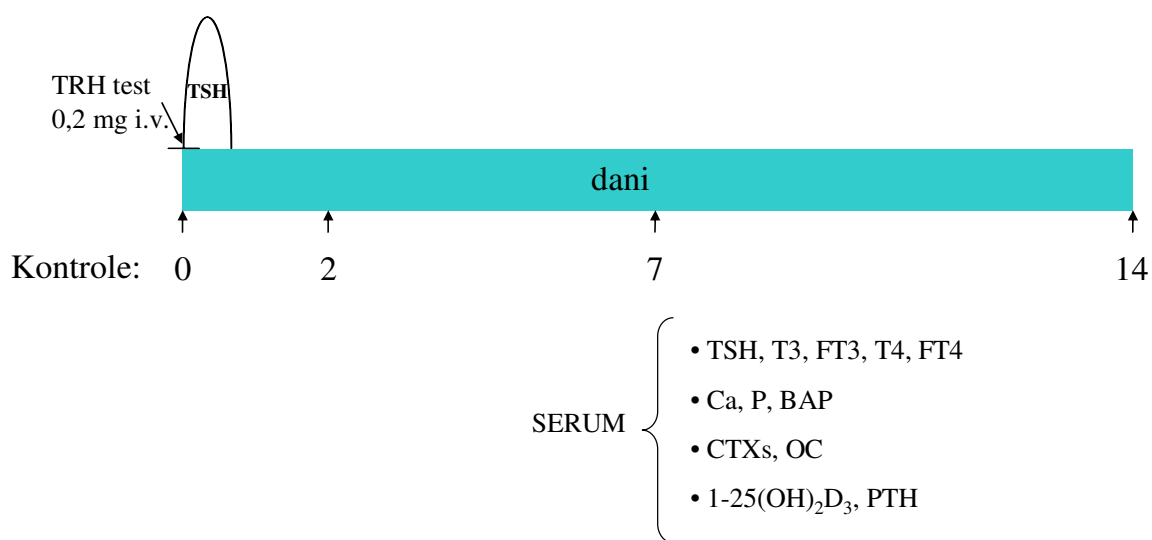 TRH test
0,2 mg i.v.
TSH
dani
Kontrole: 0 2 7 14
SERUM
• TSH, T3, FT3, T4, FT4
• Ca, P, BAP
• CTXs, OC
• 1-25(OH)₂D₃, PTH